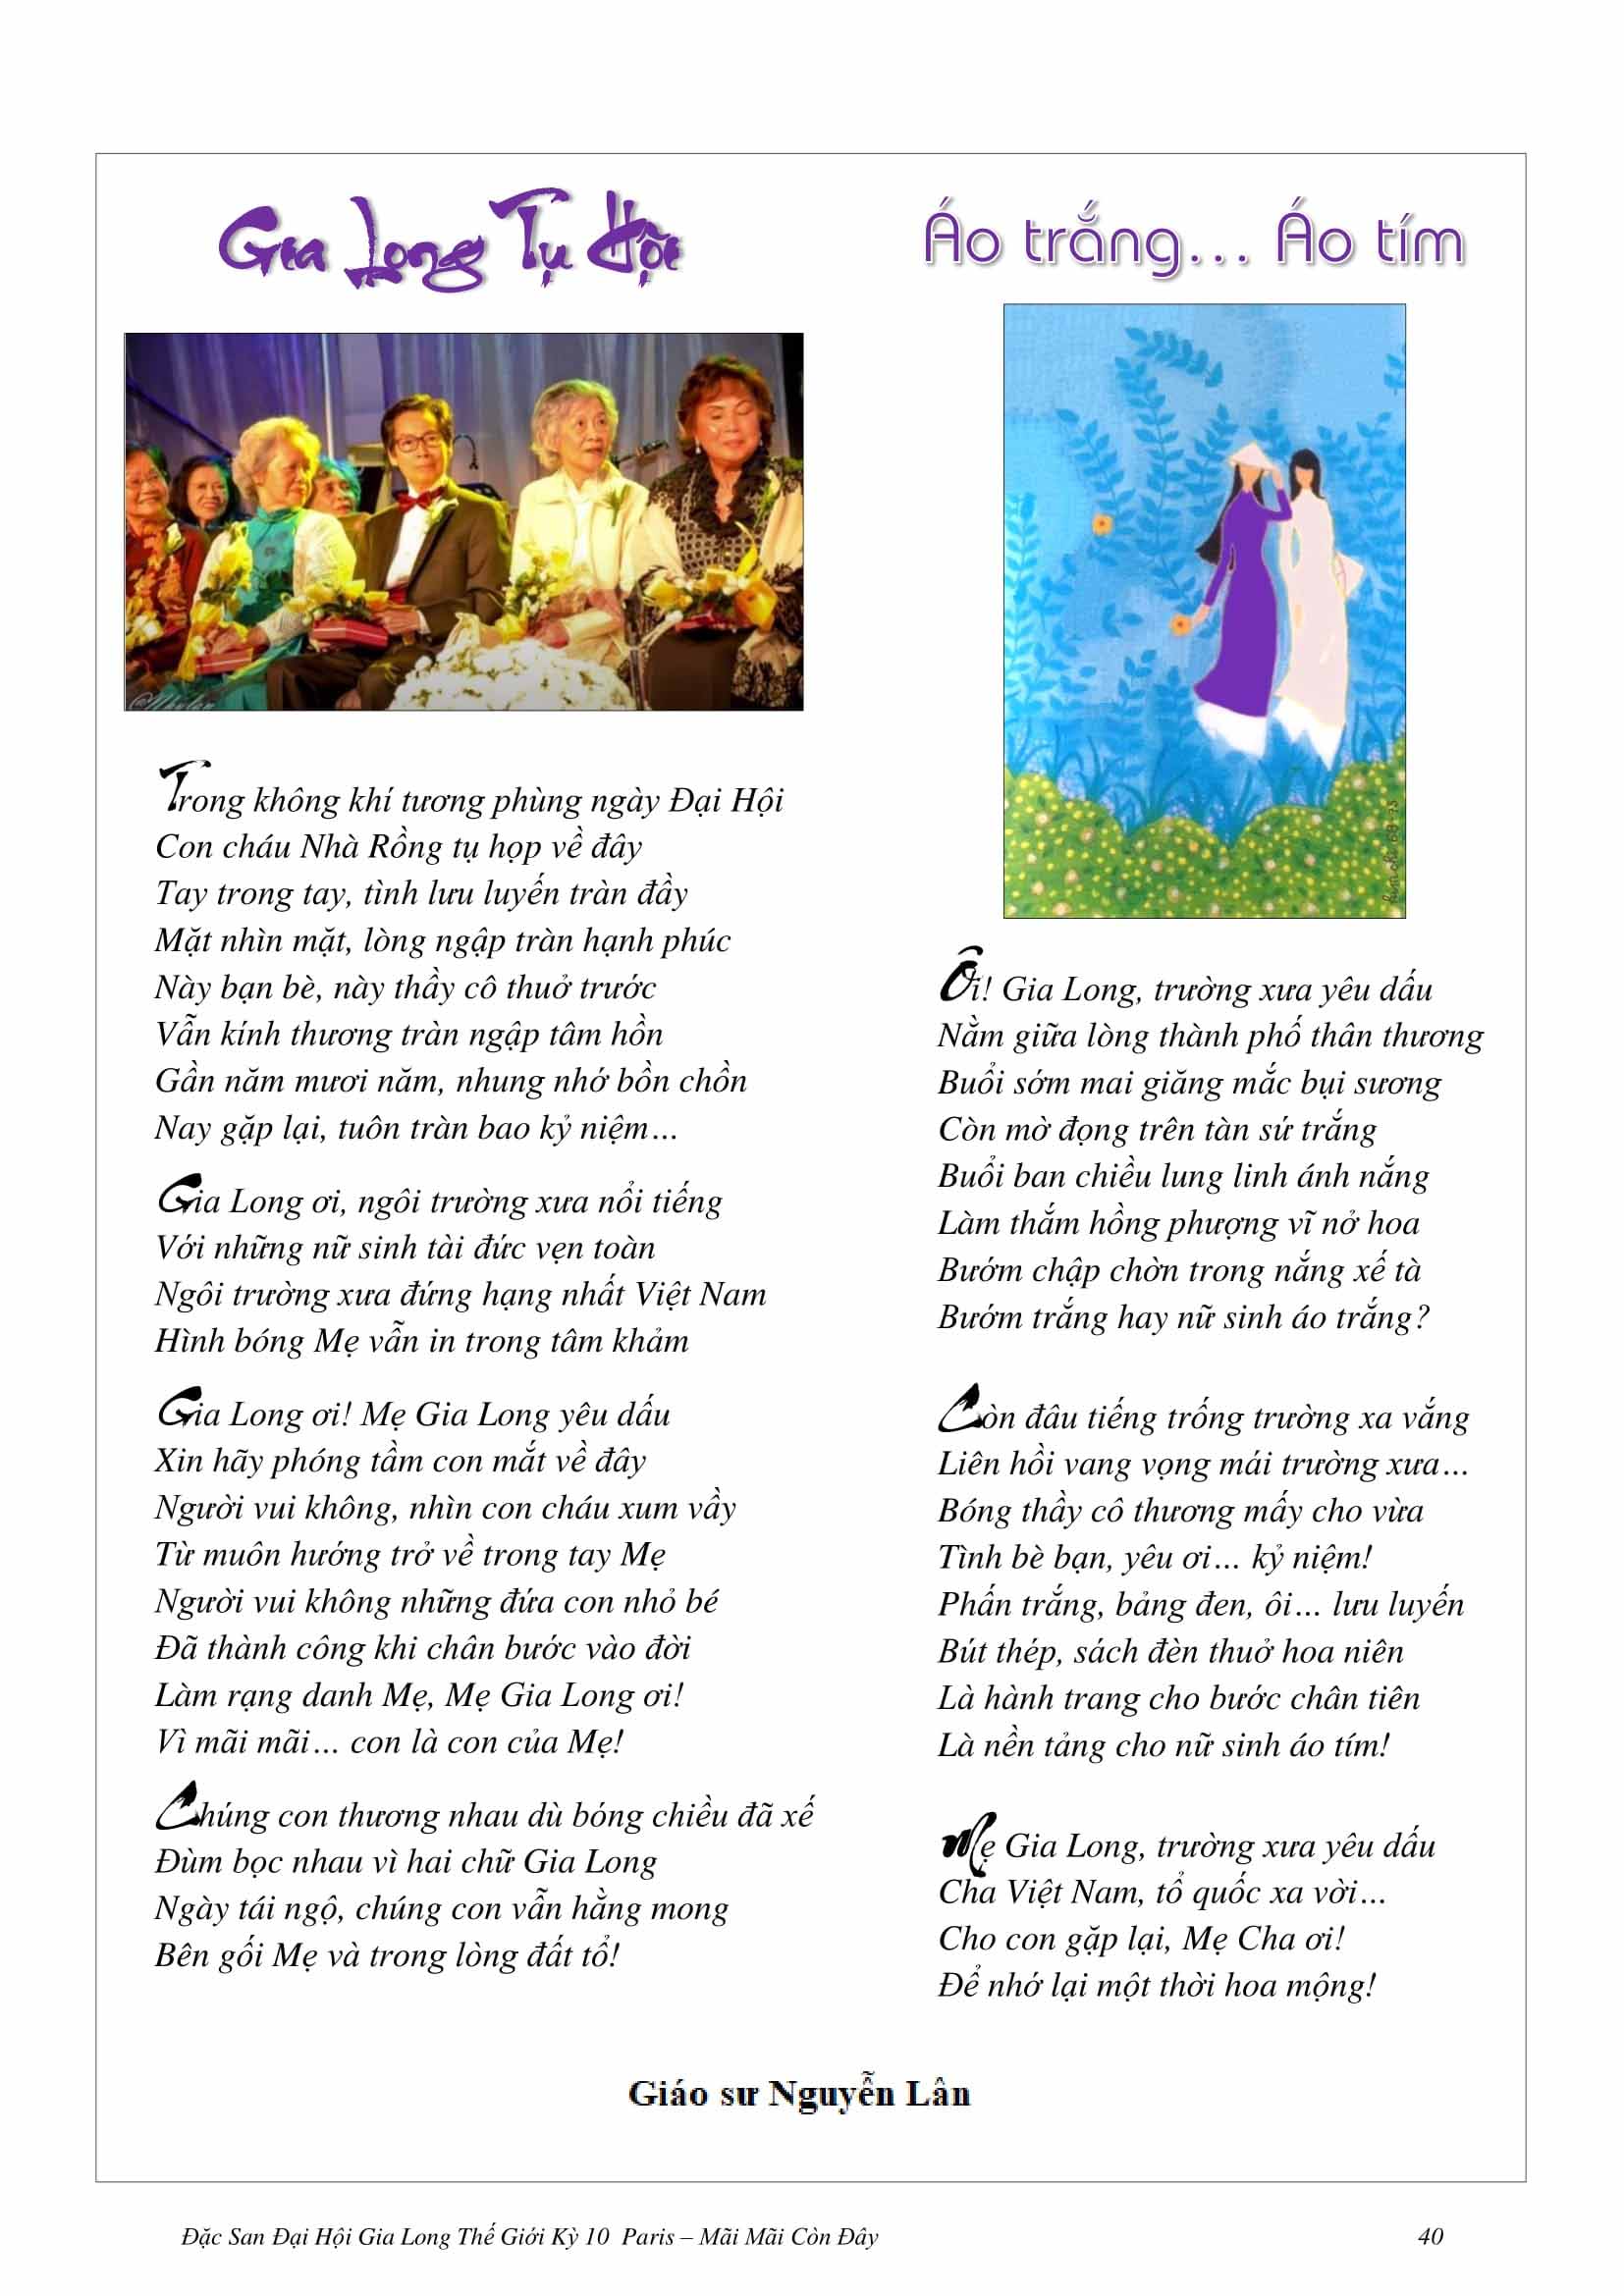 Gia Long Tụ Hội
Trong không khí tương phùng ngày Đại Hội
Con cháu Nhà Rồng tụ họp về đây
Tay trong tay, tình lưu luyến tràn đầy
Mặt nhìn mặt, lòng ngập tràn hạnh phúc
Này bạn bè, này thầy cô thuở trước
Vẫn kính thương tràn ngập tâm hồn
Gần năm mươi năm, nhung nhớ bồn chồn
Nay gặp lại, tuôn tràn bao kỷ niệm…
Gia Long ơi, ngôi trường xưa nổi tiếng
Với những nữ sinh tài đức vẹn toàn
Ngôi trường xưa đứng hạng nhất Việt Nam
Hình bóng Mẹ vẫn in trong tâm khảm
Gia Long ơi! Mẹ Gia Long yêu dấu
Xin hãy phóng tầm con mắt về đây
Người vui không, nhìn con cháu xum vầy
Từ muôn hướng trở về trong tay Mẹ
Người vui không những đứa con nhỏ bé
Đã thành công khi chân bước vào đời
Làm rạng danh Mẹ, Mẹ Gia Long ơi!
Vì mãi mãi… con là con của Mẹ!
Chúng con thương nhau dù bóng chiều đã xế
Đùm bọc nhau vì hai chữ Gia Long
Ngày tái ngộ, chúng con vẫn hằng mong
Bên gối Mẹ và trong lòng đất tổ!
Áo trắng… Áo tím
Ôi! Gia Long, trường xưa yêu dấu
Nằm giữa lòng thành phố thân thương
Buổi sớm mai giăng mắc bụi sương
Còn mờ đọng trên tàn sứ trắng
Buổi ban chiều lung linh ánh nắng
Làm thắm hồng phượng vĩ nở hoa
Bướm chập chờn trong nắng xế tà
Bướm trắng hay nữ sinh áo trắng?
Còn đâu tiếng trống trường xa vắng
Liên hồi vang vọng mái trường xưa…
Bóng thầy cô thương mấy cho vừa
Tình bè bạn, yêu ơi… kỷ niệm!
Phấn trắng, bảng đen, ôi… lưu luyến
Bút thép, sách đèn thuở hoa niên
Là hành trang cho bước chân tiên
Là nền tảng cho nữ sinh áo tím!
Mẹ Gia Long, trường xưa yêu dấu
Cha Việt Nam, tổ quốc xa vời…
Cho con gặp lại, Mẹ Cha ơi!
Để nhớ lại một thời hoa mộng!
Giáo sư Nguyễn Lân
Đặc San Đại Hội Gia Long Thế Giới Kỳ 10 Paris – Mãi Mãi Còn Đây 40